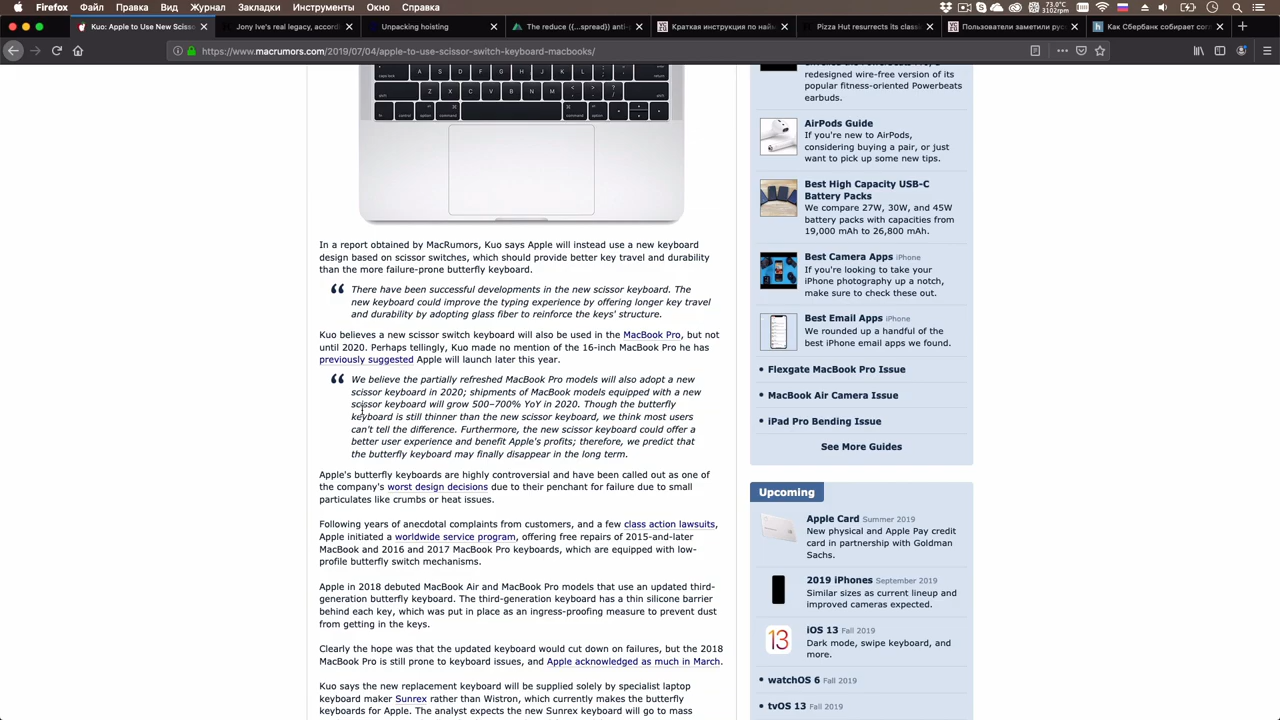 Firefox Файл Правка Вид Журнал Закладки Инструменты Окно Справка
73.0°C
3102rpm
Kuo: Apple to Use New Scisso
Jony Ive's real legacy, accordi
Unpacking hoisting
The reduce ({...spread}) anti-
Краткая инструкция по най
Pizza Hut resurrects its classi
Пользователи заметили рус
Как Сбербанк собирает со
https://www.macrumors.com/2019/07/04/apple-to-use-scissor-switch-keyboard-macbooks/
In a report obtained by MacRumors, Kuo says Apple will instead use a new keyboard
design based on scissor switches, which should provide better key travel and durability
than the more failure-prone butterfly keyboard.
There have been successful developments in the new scissor keyboard. The
new keyboard could improve the typing experience by offering longer key travel
and durability by adopting glass fiber to reinforce the keys' structure.
Kuo believes a new scissor switch keyboard will also be used in the MacBook Pro, but not
until 2020. Perhaps tellingly, Kuo made no mention of the 16-inch MacBook Pro he has
previously suggested Apple will launch later this year.
We believe the partially refreshed MacBook Pro models will also adopt a new
scissor keyboard in 2020; shipments of MacBook models equipped with a new
scissor keyboard will grow 500–700% YoY in 2020. Though the butterfly
keyboard is still thinner than the new scissor keyboard, we think most users
can't tell the difference. Furthermore, the new scissor keyboard could offer a
better user experience and benefit Apple's profits; therefore, we predict that
the butterfly keyboard may finally disappear in the long term.
Apple's butterfly keyboards are highly controversial and have been called out as one of
the company's worst design decisions due to their penchant for failure due to small
particulates like crumbs or heat issues.
Following years of anecdotal complaints from customers, and a few class action lawsuits,
Apple initiated a worldwide service program, offering free repairs of 2015-and-later
MacBook and 2016 and 2017 MacBook Pro keyboards, which are equipped with low-
profile butterfly switch mechanisms.
Apple in 2018 debuted MacBook Air and MacBook Pro models that use an updated third-
generation butterfly keyboard. The third-generation keyboard has a thin silicone barrier
behind each key, which was put in place as an ingress-proofing measure to prevent dust
from getting in the keys.
Clearly the hope was that the updated keyboard would cut down on failures, but the 2018
MacBook Pro is still prone to keyboard issues, and Apple acknowledged as much in March.
Kuo says the new replacement keyboard will be supplied solely by specialist laptop
keyboard maker Sunrex rather than Wistron, which currently makes the butterfly
keyboards for Apple. The analyst expects the new Sunrex keyboard will go to mass
redesigned wire-free version of its
popular fitness-oriented Powerbeats
earbuds.
AirPods Guide
If you're new to AirPods,
considering buying a pair, or just
want to pick up some new tips.
Best High Capacity USB-C
Battery Packs
We compare 27W, 30W, and 45W
battery packs with capacities from
19,000 mAh to 26,800 mAh.
Best Camera Apps iPhone
If you're looking to take your
iPhone photography up a notch,
make sure to check these out.
Best Email Apps iPhone
We rounded up a handful of the
best iPhone email apps we found.
Flexgate MacBook Pro Issue
MacBook Air Camera Issue
iPad Pro Bending Issue
See More Guides
Upcoming
Apple Card Summer 2019
New physical and Apple Pay credit
card in partnership with Goldman
Sachs.
2019 iPhones September 2019
Similar sizes as current lineup and
improved cameras expected.
13
iOS 13 Fall 2019
Dark mode, swipe keyboard, and
more.
watchOS 6 Fall 2019
tvOS 13 Fall 2019